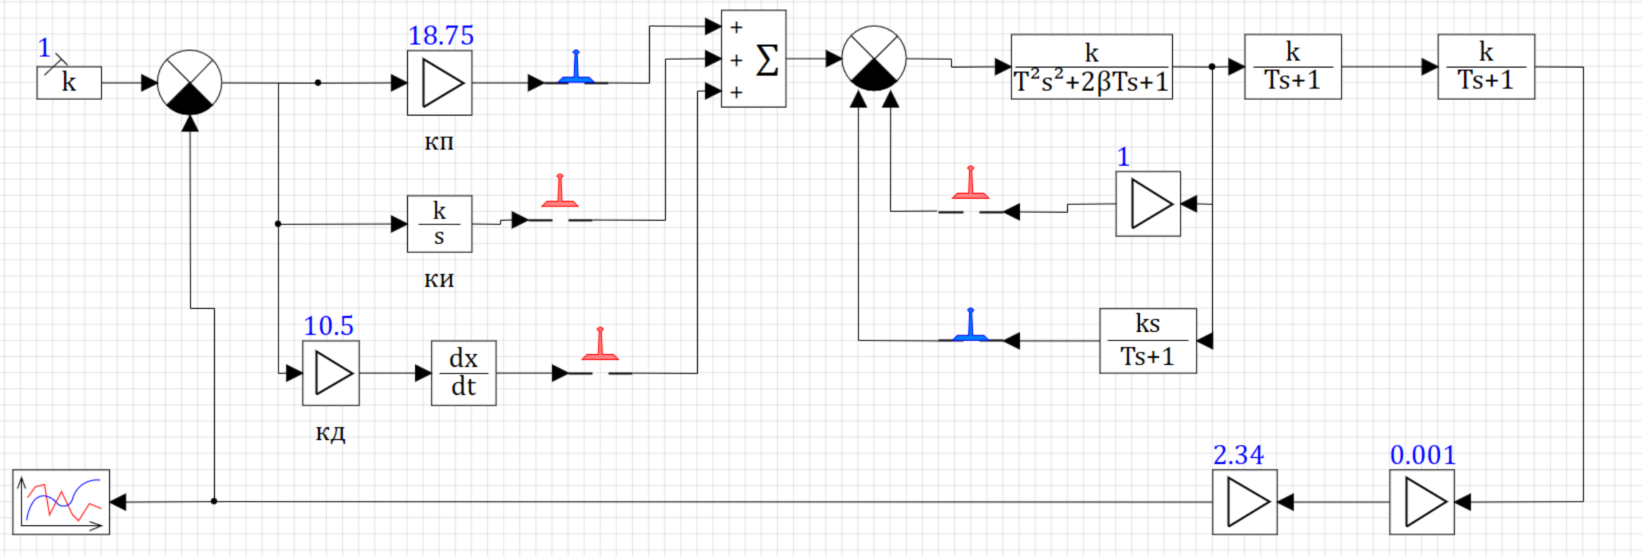 1
k
18.75
кп
k
s
ки
10.5
dx
dt
кд
+
+
+
Σ
k
T²s²+2βTs+1
k
Ts+1
k
Ts+1
1
ks
Ts+1
2.34
0.001